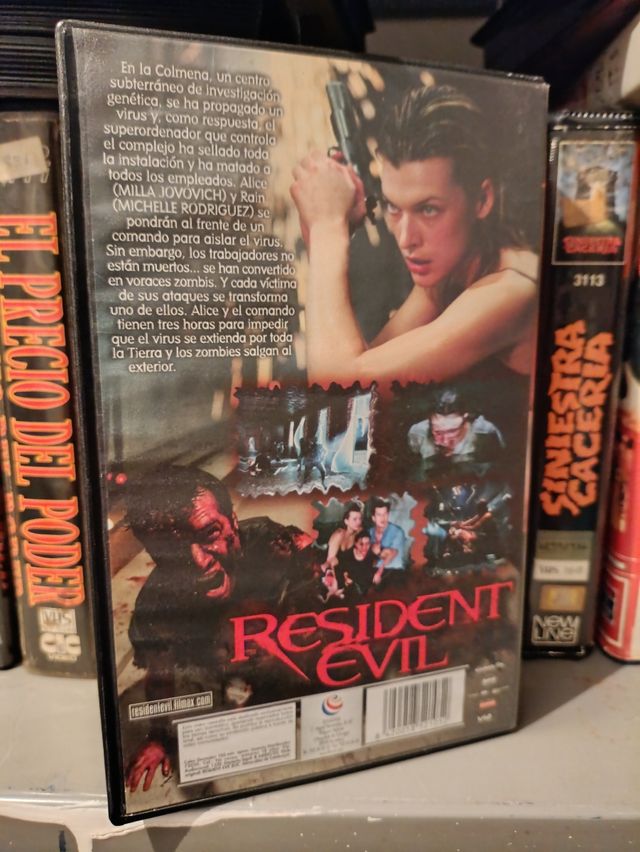 En la Colmena, un centro
subterráneo de investigación
genética, se ha propagado un
virus y, como respuesta, el
superordenador que controla
el complejo ha sellado toda
la instalación y ha matado a
todos los empleados. Alice
(MILLA JOVOVICH) y Rain
(MICHELLE RODRIGUEZ) se
pondrán al frente de un
comando para aislar el virus.
Sin embargo, los trabajadores no
están muertos... se han convertido
en voraces zombis. Y cada víctima
de sus ataques se transforma
uno de ellos. Alice y el comando
tienen tres horas para impedir
que el virus se extienda por toda
la Tierra y los zombies salgan al
exterior.
RESIDENT
EVIL
residentevil.filmax.com
EL PRECIO DEL PODER
VHS
CIC
3113
SINIESTRA
CACERIA
VHS
NEW
LINE